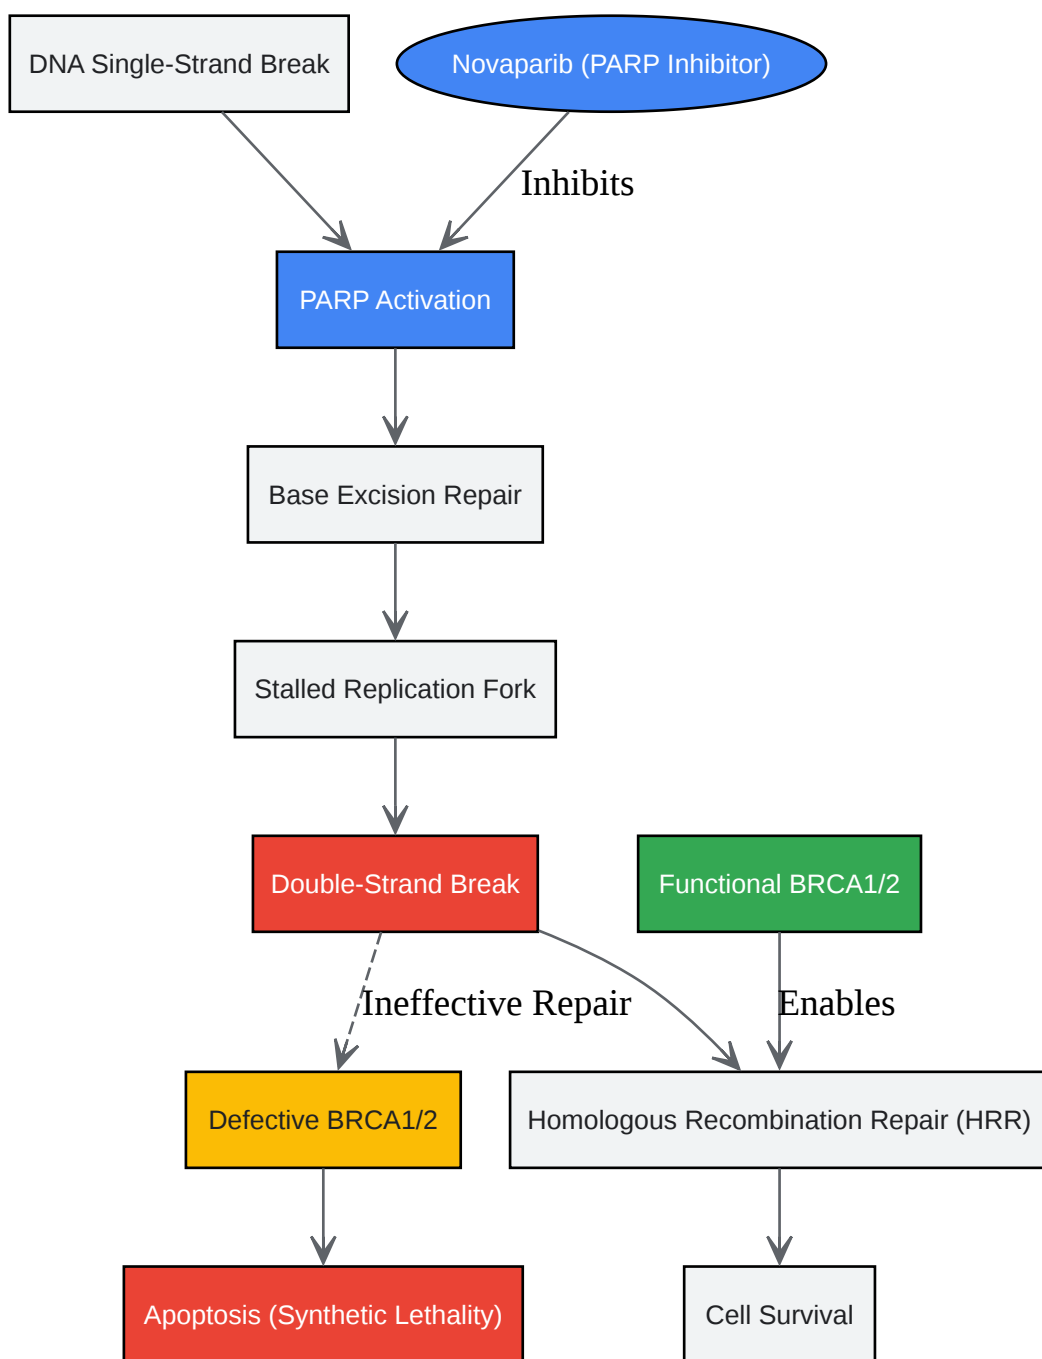 DNA Single-Strand Break
Novaparib (PARP Inhibitor)
Inhibits
PARP Activation
Base Excision Repair
Stalled Replication Fork
Double-Strand Break
Functional BRCA1/2
Ineffective Repair
Enables
Defective BRCA1/2
Homologous Recombination Repair (HRR)
Apoptosis (Synthetic Lethality)
Cell Survival